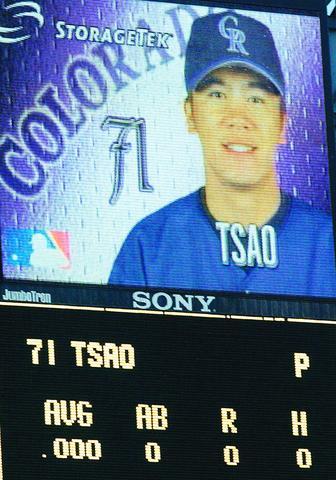 STORAGETEK
COLORADO
CR
71
TSAO
JumboTron
SONY
71 TSAO P
AVG AB R H
.000 0 0 0